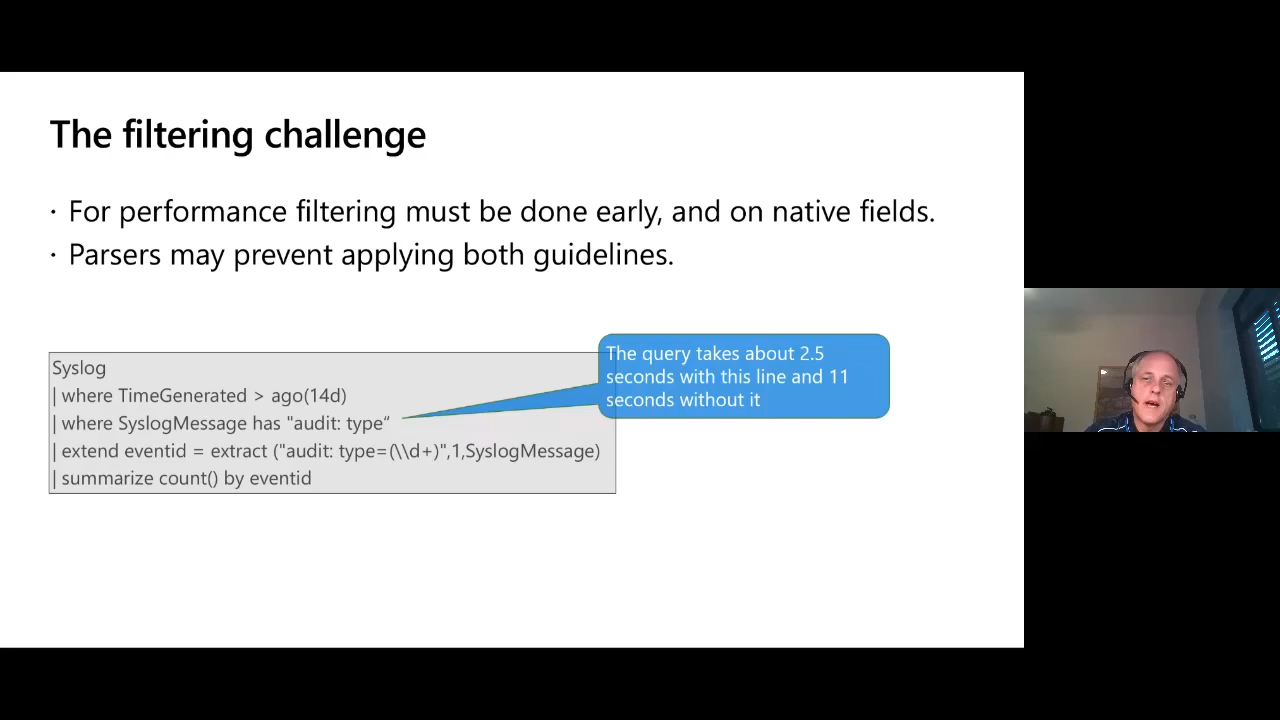 The filtering challenge
· For performance filtering must be done early, and on native fields.
· Parsers may prevent applying both guidelines.
Syslog
| where TimeGenerated > ago(14d)
| where SyslogMessage has "audit: type“
| extend eventid = extract ("audit: type=(\\d+)",1,SyslogMessage)
| summarize count() by eventid
The query takes about 2.5
seconds with this line and 11
seconds without it